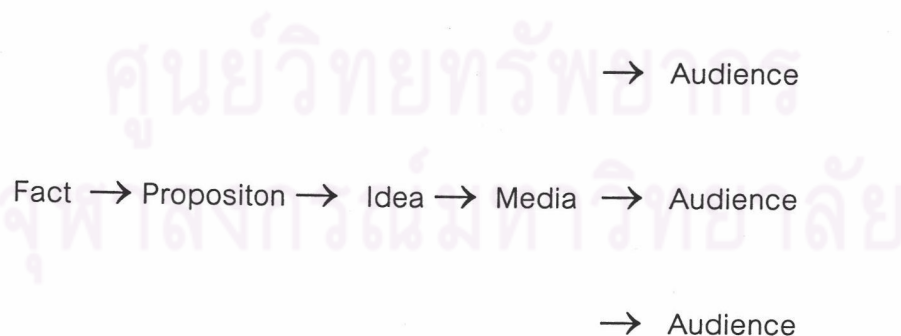 → Audience
ศูนย์วิทยทรัพยากร
Fact → Propositon → Idea → Media → Audience
จุฬาลงกรณ์มหาวิทยาลัย
→ Audience